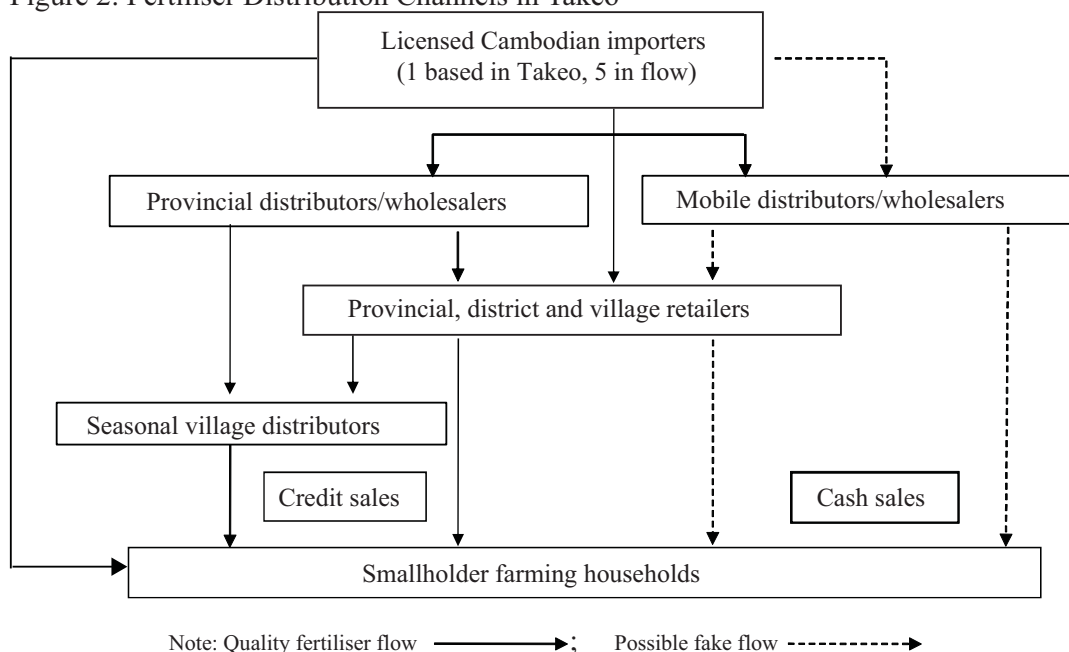 Figure 2: Fertiliser Distribution Channels in Takeo
Licensed Cambodian importers
(1 based in Takeo, 5 in flow)
Provincial distributors/wholesalers
Mobile distributors/wholesalers
Provincial, district and village retailers
Seasonal village distributors
Credit sales
Cash sales
Smallholder farming households
Note: Quality fertiliser flow ; Possible fake flow